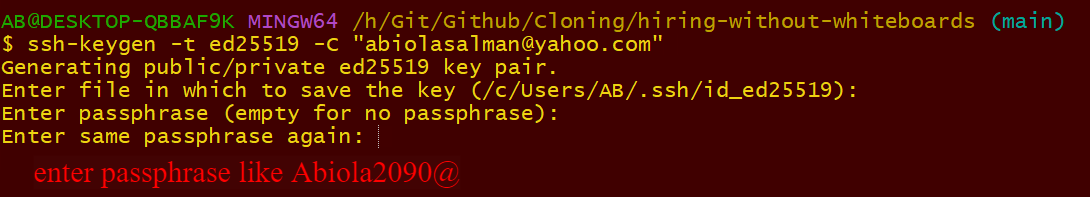 AB@DESKTOP-QBBAF9K MINGW64 /h/Git/Github/Cloning/hiring-without-whiteboards (main)
$ ssh-keygen -t ed25519 -C "abiolasalman@yahoo.com"
Generating public/private ed25519 key pair.
Enter file in which to save the key (/c/Users/AB/.ssh/id_ed25519):
Enter passphrase (empty for no passphrase):
Enter same passphrase again:
enter passphrase like Abiola2090@